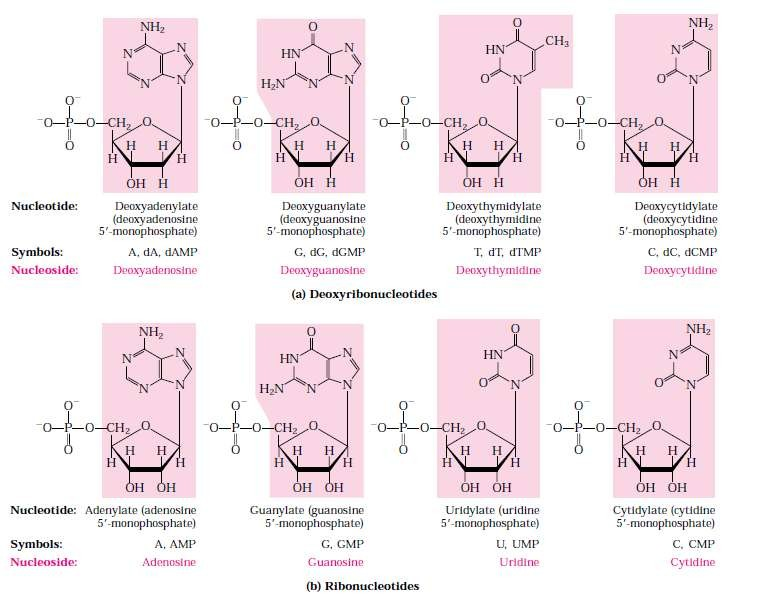 NH₂ O O NH₂
N N HN N HN CH₃ N
N N H₂N N N O N O N
O⁻ O⁻ O⁻ O⁻
⁻O—P—O—CH₂ O ⁻O—P—O—CH₂ O ⁻O—P—O—CH₂ O ⁻O—P—O—CH₂ O
O H H O H H O H H O H H
H H H H H H H H
OH H OH H OH H OH H
Nucleotide: Deoxyadenylate Deoxyguanylate Deoxythymidylate Deoxycytidylate
(deoxyadenosine (deoxyguanosine (deoxythymidine (deoxycytidine
5′-monophosphate) 5′-monophosphate) 5′-monophosphate) 5′-monophosphate)
Symbols: A, dA, dAMP G, dG, dGMP T, dT, dTMP C, dC, dCMP
Nucleoside: Deoxyadenosine Deoxyguanosine Deoxythymidine Deoxycytidine
(a) Deoxyribonucleotides
NH₂ O O NH₂
N N HN N HN N
N N H₂N N N O N O N
O⁻ O⁻ O⁻ O⁻
⁻O—P—O—CH₂ O ⁻O—P—O—CH₂ O ⁻O—P—O—CH₂ O ⁻O—P—O—CH₂ O
O H H O H H O H H O H H
H H H H H H H H
OH OH OH OH OH OH OH OH
Nucleotide: Adenylate (adenosine Guanylate (guanosine Uridylate (uridine Cytidylate (cytidine
5′-monophosphate) 5′-monophosphate) 5′-monophosphate) 5′-monophosphate)
Symbols: A, AMP G, GMP U, UMP C, CMP
Nucleoside: Adenosine Guanosine Uridine Cytidine
(b) Ribonucleotides